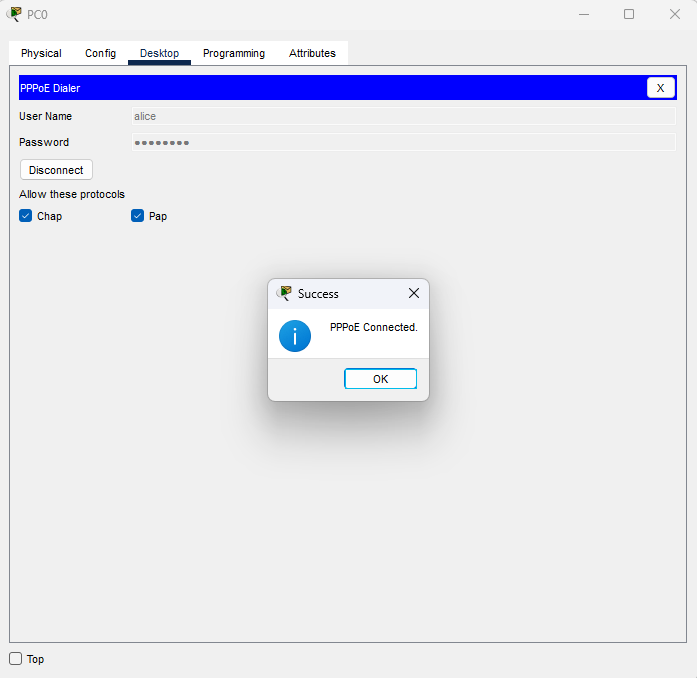 PC0
Physical Config Desktop Programming Attributes
PPPoE Dialer X
User Name alice
Password ●●●●●●●●
Disconnect
Allow these protocols
Chap Pap
Success
PPPoE Connected.
OK
Top